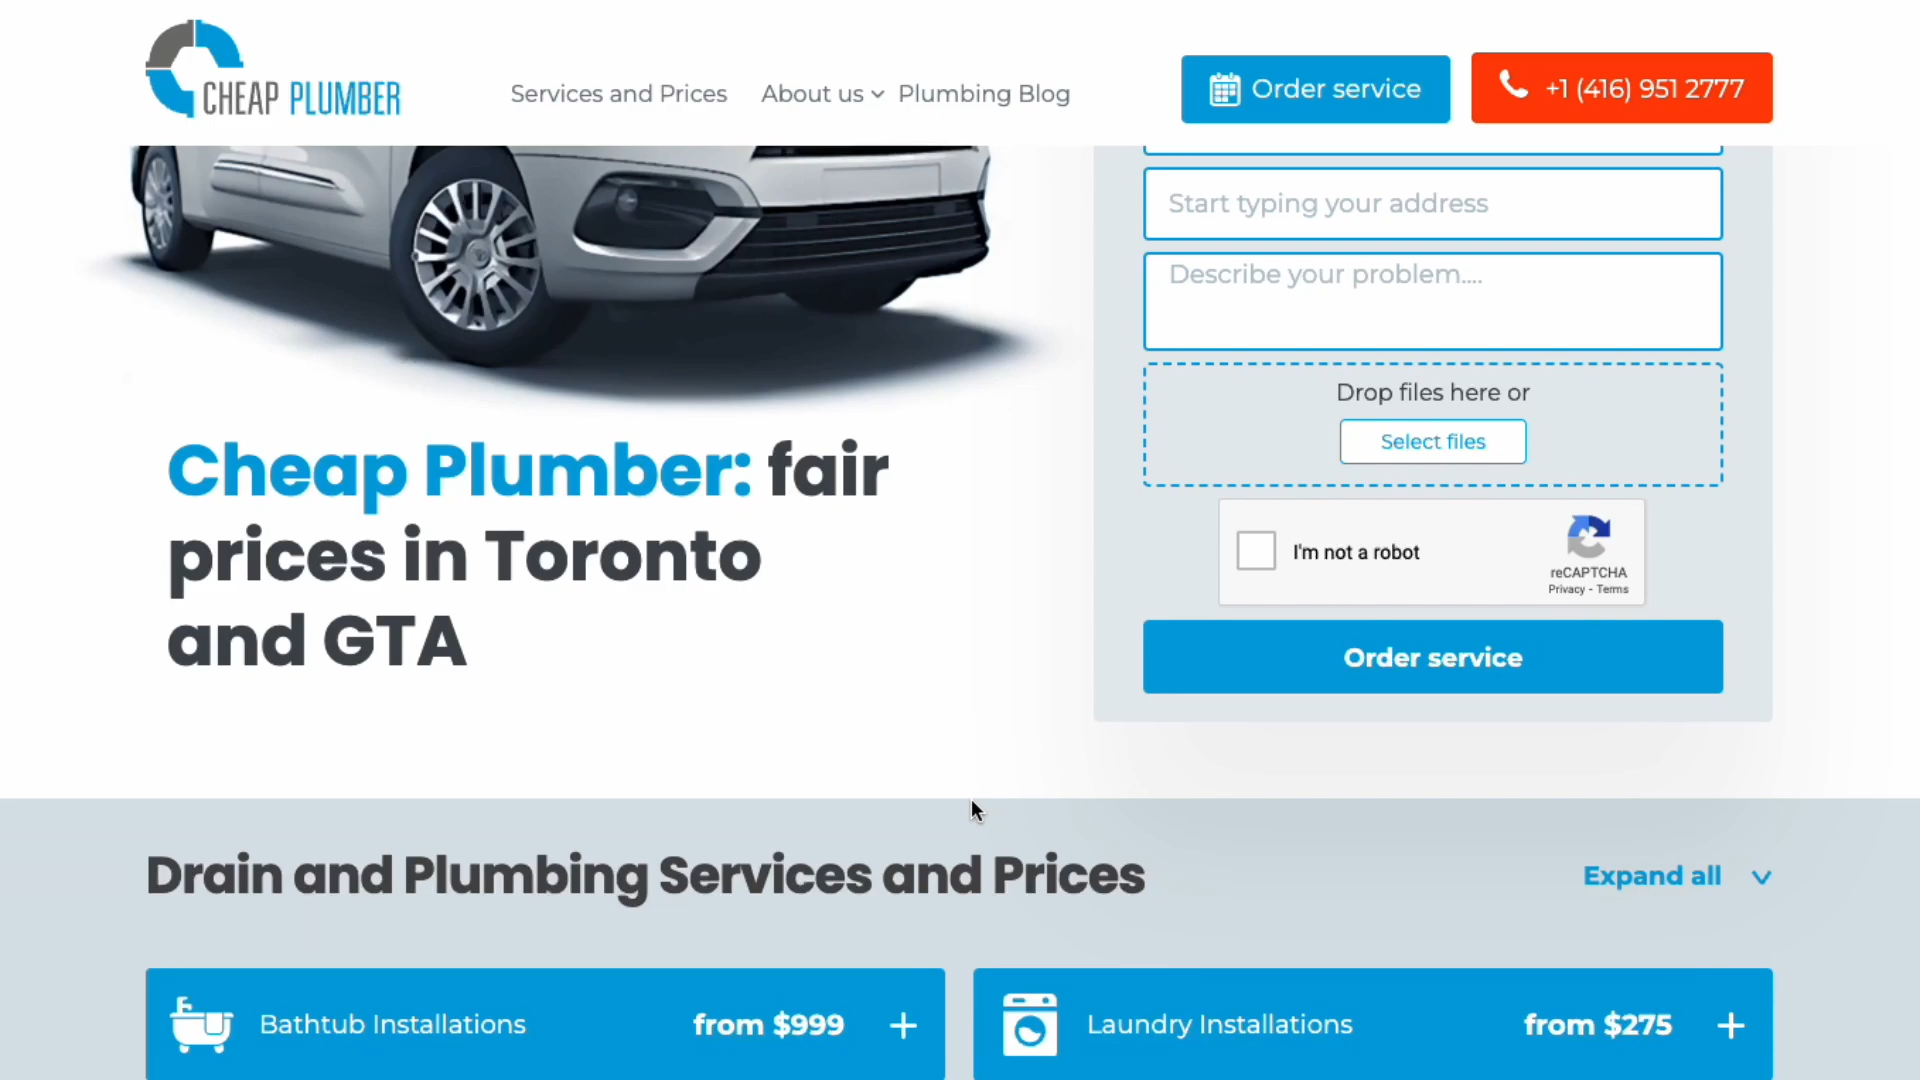 CHEAP PLUMBER
Services and Prices
About us
Plumbing Blog
Order service
+1 (416) 951 2777
Start typing your address
Describe your problem....
Drop files here or
Select files
I'm not a robot
reCAPTCHA
Privacy - Terms
Order service
Cheap Plumber: fair
prices in Toronto
and GTA
Drain and Plumbing Services and Prices
Expand all
Bathtub Installations
from $999
Laundry Installations
from $275